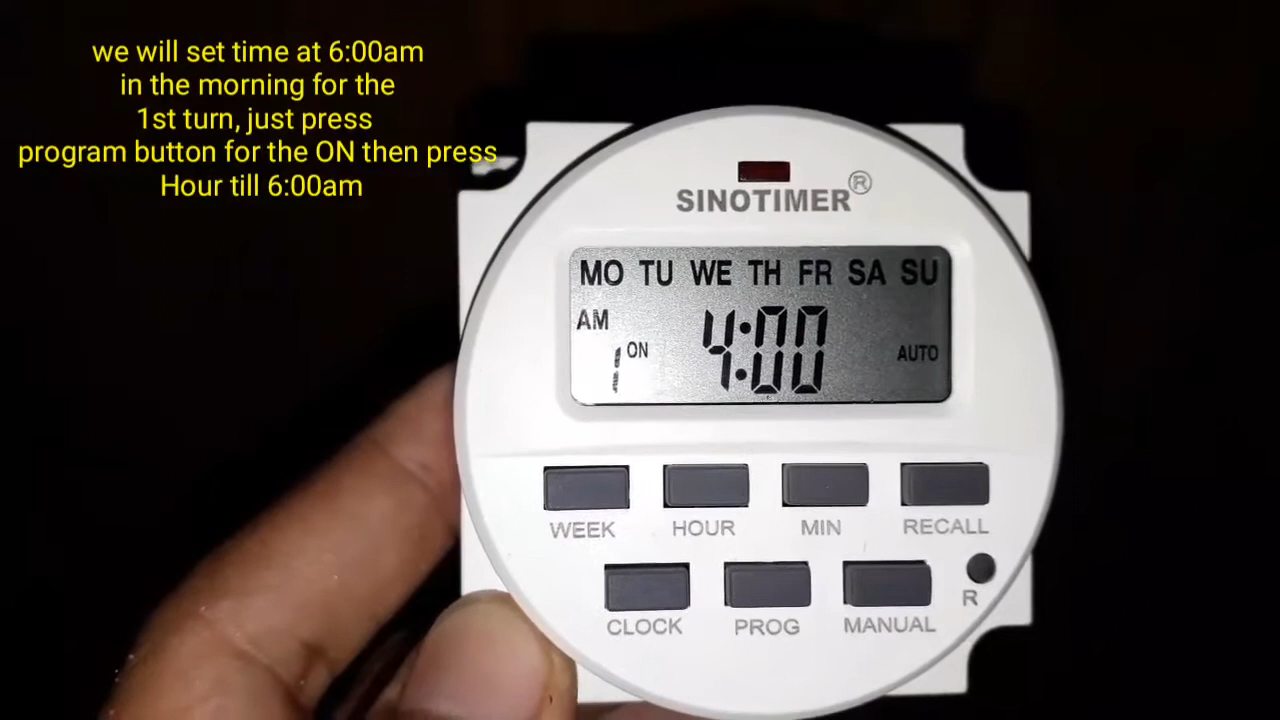 we will set time at 6:00am
in the morning for the
1st turn, just press
program button for the ON then press
Hour till 6:00am
SINOTIMER®
MO TU WE TH FR SA SU
AM
1 ON 4:00 AUTO
WEEK HOUR MIN RECALL
CLOCK PROG MANUAL R